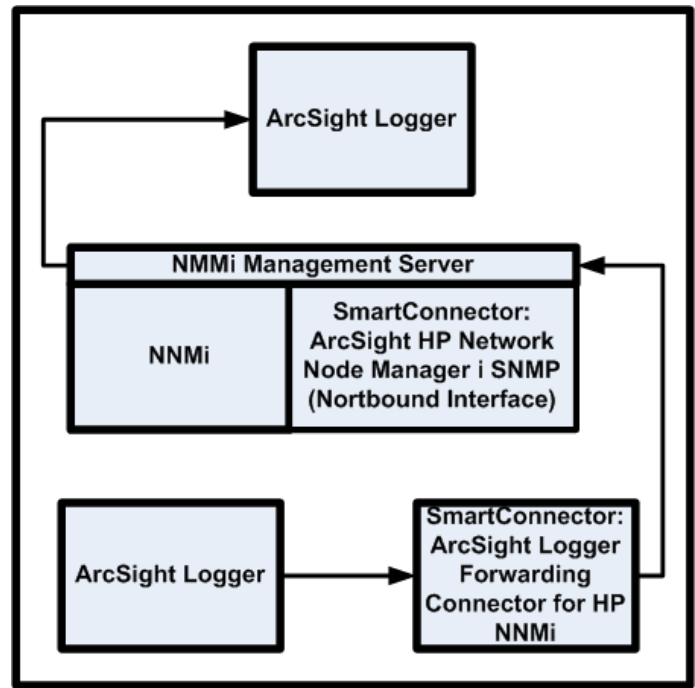 ArcSight Logger
NMMi Management Server
NNMi
SmartConnector:
ArcSight HP Network
Node Manager i SNMP
(Nortbound Interface)
ArcSight Logger
SmartConnector:
ArcSight Logger
Forwarding
Connector for HP
NNMi